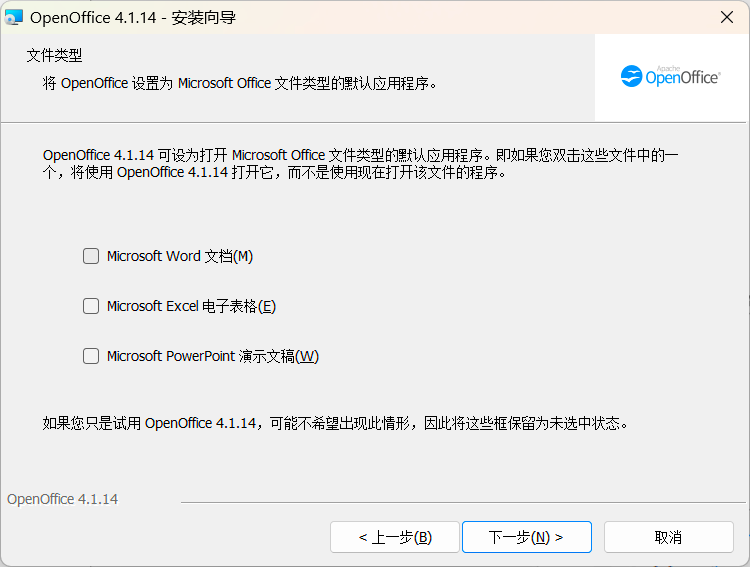 OpenOffice 4.1.14 - 安装向导
文件类型
将 OpenOffice 设置为 Microsoft Office 文件类型的默认应用程序。
Apache
OpenOffice
OpenOffice 4.1.14 可设为打开 Microsoft Office 文件类型的默认应用程序。即如果您双击这些文件中的一
个，将使用 OpenOffice 4.1.14 打开它，而不是使用现在打开该文件的程序。
Microsoft Word 文档(M)
Microsoft Excel 电子表格(E)
Microsoft PowerPoint 演示文稿(W)
如果您只是试用 OpenOffice 4.1.14，可能不希望出现此情形，因此将这些框保留为未选中状态。
OpenOffice 4.1.14
< 上一步(B)
下一步(N) >
取消